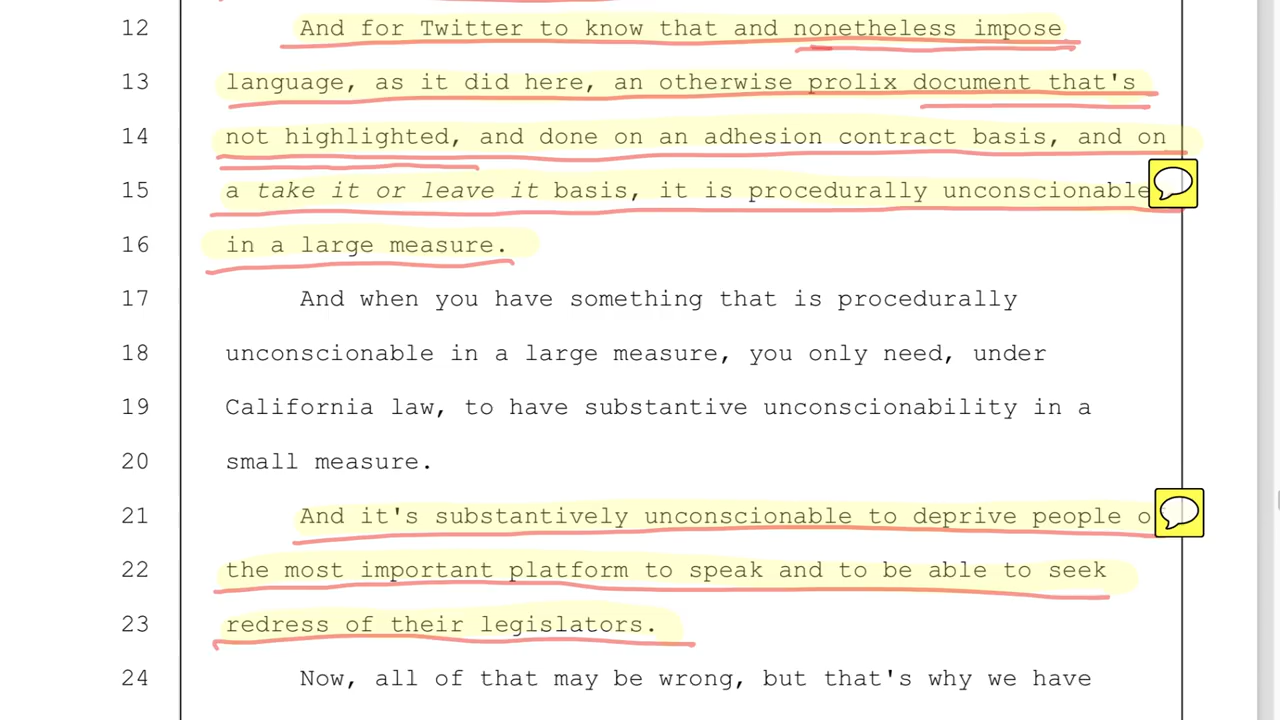 12 And for Twitter to know that and nonetheless impose
13 language, as it did here, an otherwise prolix document that's
14 not highlighted, and done on an adhesion contract basis, and on
15 a take it or leave it basis, it is procedurally unconscionable
16 in a large measure.
17 And when you have something that is procedurally
18 unconscionable in a large measure, you only need, under
19 California law, to have substantive unconscionability in a
20 small measure.
21 And it's substantively unconscionable to deprive people o
22 the most important platform to speak and to be able to seek
23 redress of their legislators.
24 Now, all of that may be wrong, but that's why we have